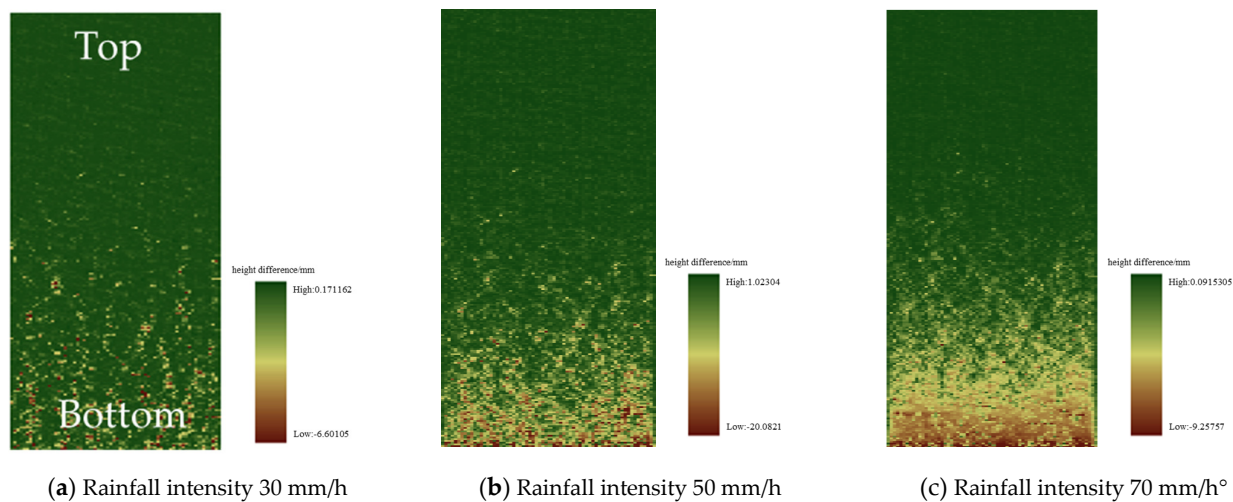 Top
Bottom
height difference/mm
High:0.171162
Low:-6.60105
height difference/mm
High:1.02304
Low:-20.0821
height difference/mm
High:0.0915305
Low:-9.25757
(a) Rainfall intensity 30 mm/h
(b) Rainfall intensity 50 mm/h
(c) Rainfall intensity 70 mm/h°